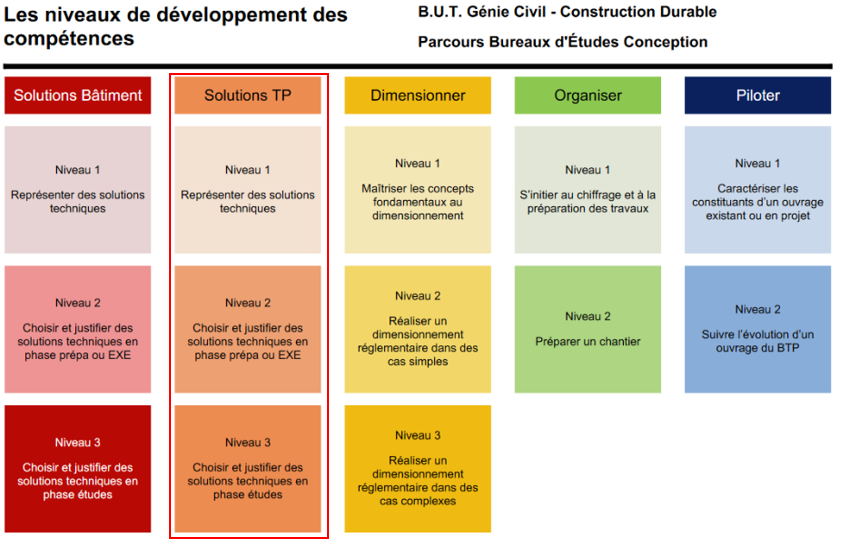 Les niveaux de développement des
compétences
B.U.T. Génie Civil - Construction Durable
Parcours Bureaux d'Études Conception
Solutions Bâtiment
Solutions TP
Dimensionner
Organiser
Piloter
Niveau 1
Représenter des solutions
techniques
Niveau 1
Représenter des solutions
techniques
Niveau 1
Maîtriser les concepts
fondamentaux au
dimensionnement
Niveau 1
S'initier au chiffrage et à la
préparation des travaux
Niveau 1
Caractériser les
constituants d'un ouvrage
existant ou en projet
Niveau 2
Choisir et justifier des
solutions techniques en
phase prépa ou EXE
Niveau 2
Choisir et justifier des
solutions techniques en
phase prépa ou EXE
Niveau 2
Réaliser un
dimensionnement
réglementaire dans des
cas simples
Niveau 2
Préparer un chantier
Niveau 2
Suivre l'évolution d'un
ouvrage du BTP
Niveau 3
Choisir et justifier des
solutions techniques en
phase études
Niveau 3
Choisir et justifier des
solutions techniques en
phase études
Niveau 3
Réaliser un
dimensionnement
réglementaire dans des
cas complexes